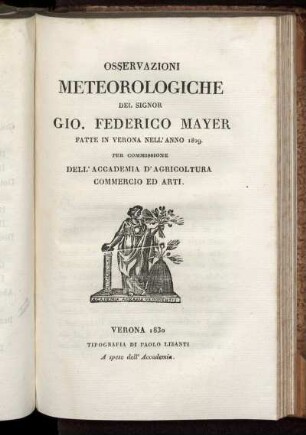 OSSERVAZIONI
METEOROLOGICHE
DEL SIGNOR
GIO. FEDERICO MAYER
FATTE IN VERONA NELL'ANNO 1829
PER COMMISSIONE
DELL'ACCADEMIA D'AGRICOLTURA
COMMERCIO ED ARTI.
VERONA 1830
TIPOGRAFIA DI PAOLO LIBANTI
A spese dell'Accademia.